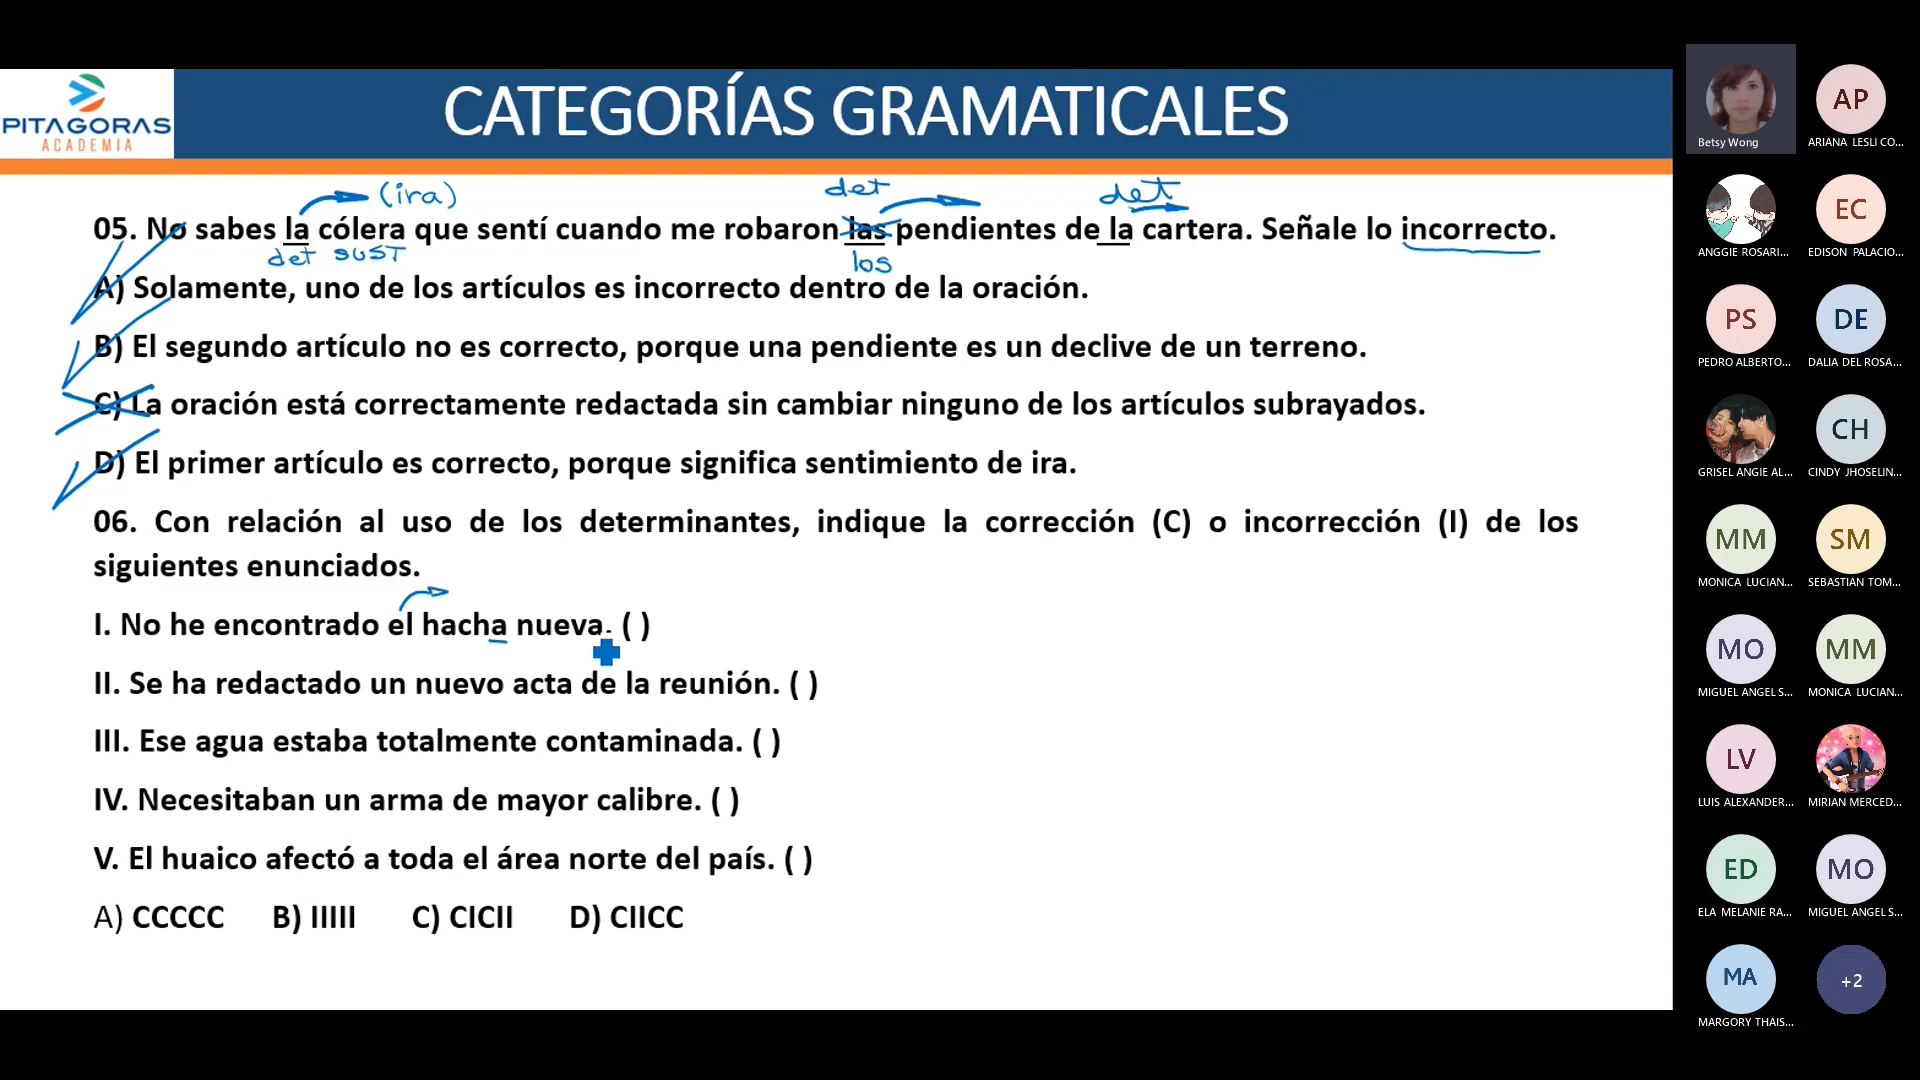 PITAGORAS
ACADEMIA
CATEGORÍAS GRAMATICALES
(ira)
det
det
05. No sabes la cólera que sentí cuando me robaron las pendientes de la cartera. Señale lo incorrecto.
det sust
los
A) Solamente, uno de los artículos es incorrecto dentro de la oración.
B) El segundo artículo no es correcto, porque una pendiente es un declive de un terreno.
C) La oración está correctamente redactada sin cambiar ninguno de los artículos subrayados.
D) El primer artículo es correcto, porque significa sentimiento de ira.
06. Con relación al uso de los determinantes, indique la corrección (C) o incorrección (I) de los
siguientes enunciados.
I. No he encontrado el hacha nueva. ( )
II. Se ha redactado un nuevo acta de la reunión. ( )
III. Ese agua estaba totalmente contaminada. ( )
IV. Necesitaban un arma de mayor calibre. ( )
V. El huaico afectó a toda el área norte del país. ( )
A) CCCCC B) IIIII C) CICII D) CIICC
Betsy Wong
AP
ARIANA LESLI CO...
ANGGIE ROSARI...
EC
EDISON PALACIO...
PS
PEDRO ALBERTO...
DE
DALIA DEL ROSA...
GRISEL ANGIE AL...
CH
CINDY JHOSELIN...
MM
MONICA LUCIAN...
SM
SEBASTIAN TOM...
MO
MIGUEL ANGEL S...
MM
MONICA LUCIAN...
LV
LUIS ALEXANDER...
MIRIAN MERCED...
ED
ELA MELANIE RA...
MO
MIGUEL ANGEL S...
MA
MARGORY THAIS...
+2